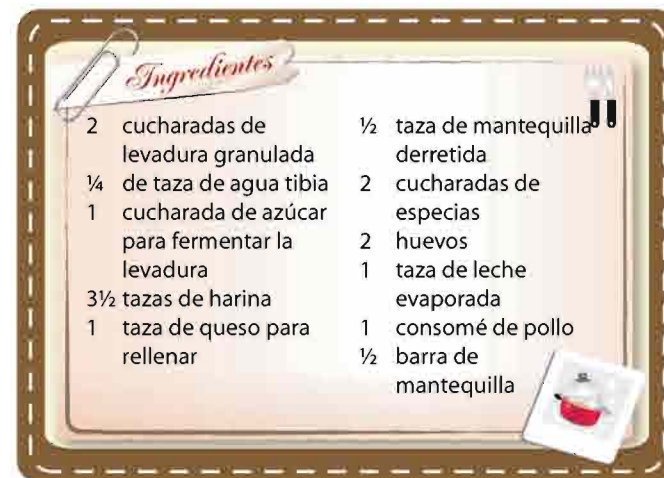 Ingredientes
2 cucharadas de
levadura granulada
¼ de taza de agua tibia
1 cucharada de azúcar
para fermentar la
levadura
3½ tazas de harina
1 taza de queso para
rellenar
½ taza de mantequilla
derretida
2 cucharadas de
especias
2 huevos
1 taza de leche
evaporada
1 consomé de pollo
½ barra de
mantequilla